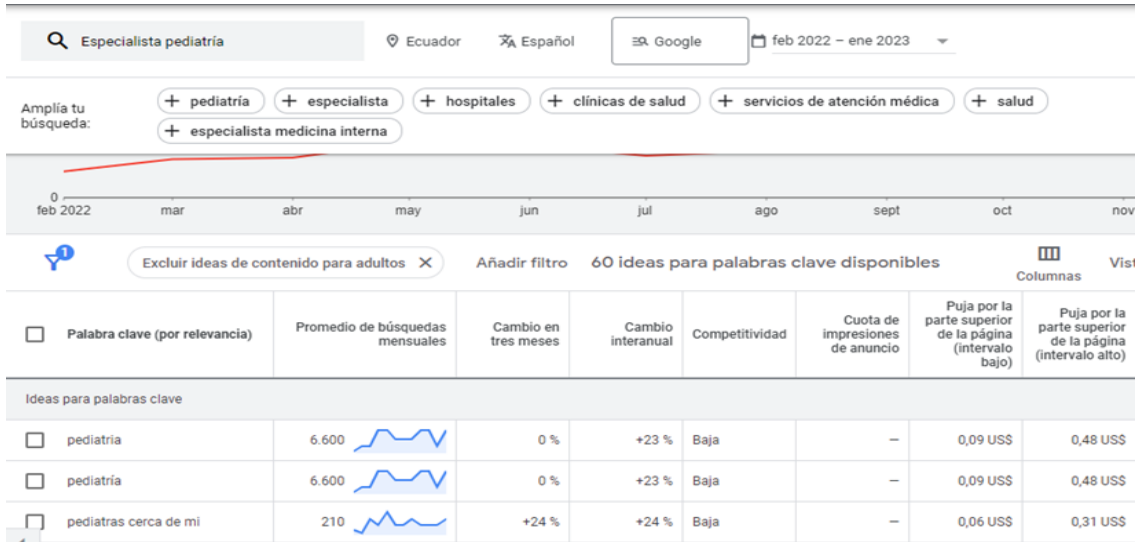 Especialista pediatría
Ecuador
Español
Google
feb 2022 – ene 2023
Amplía tu búsqueda:
pediatría
especialista
hospitales
clínicas de salud
servicios de atención médica
salud
especialista medicina interna
0
feb 2022 mar abr may jun jul ago sept oct nov
1
Excluir ideas de contenido para adultos
Añadir filtro
60 ideas para palabras clave disponibles
Columnas
Vist
Palabra clave (por relevancia)
Promedio de búsquedas mensuales
Cambio en tres meses
Cambio interanual
Competitividad
Cuota de impresiones de anuncio
Puja por la parte superior de la página (intervalo bajo)
Puja por la parte superior de la página (intervalo alto)
Ideas para palabras clave
pediatria 6.600 0 % +23 % Baja – 0,09 US$ 0,48 US$
pediatría 6.600 0 % +23 % Baja – 0,09 US$ 0,48 US$
pediatras cerca de mi 210 +24 % +24 % Baja – 0,06 US$ 0,31 US$